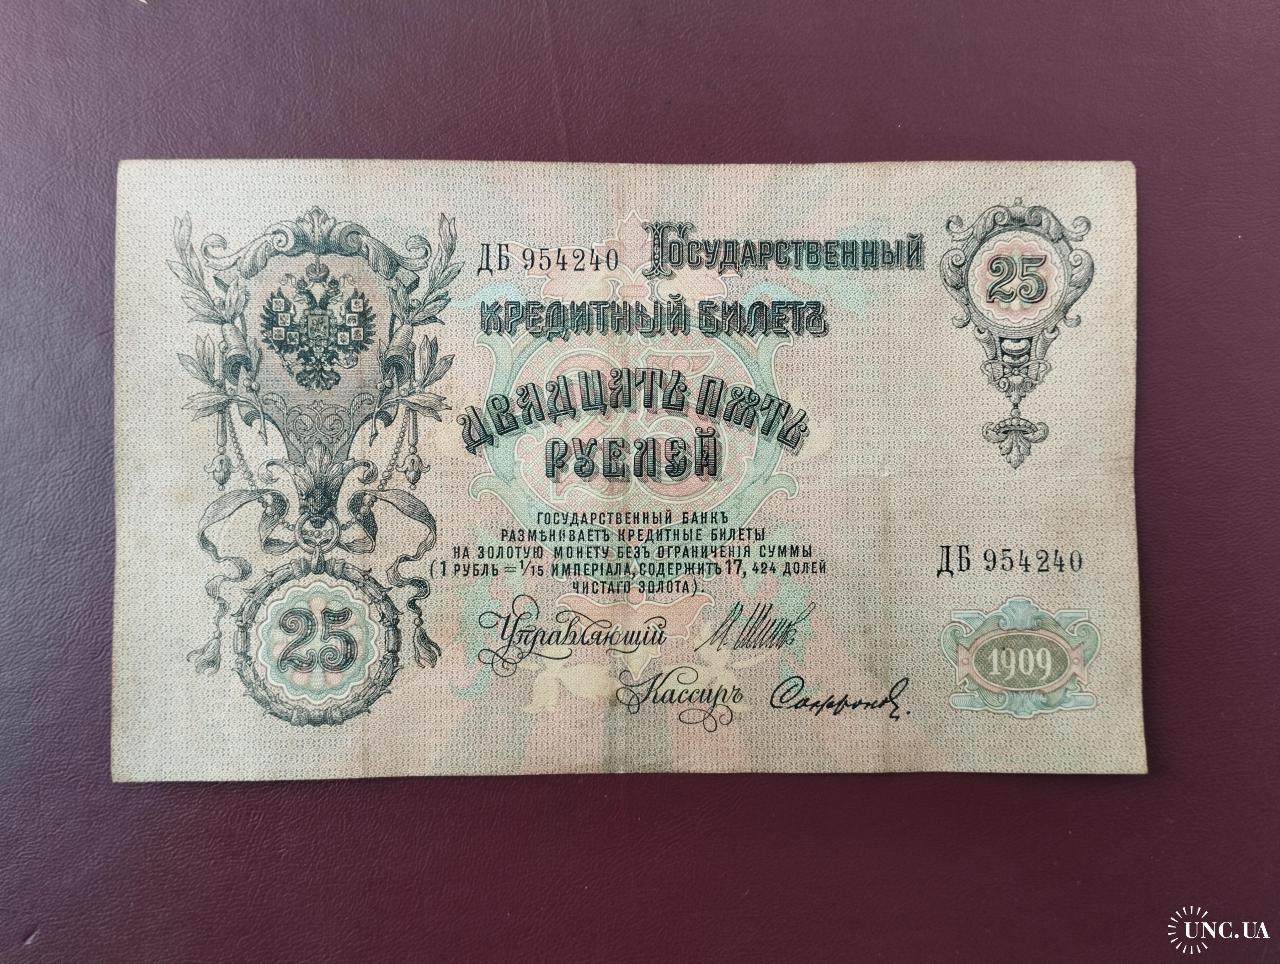 ДБ 954240
Государственный
25
кредитный билетъ
двадцать пять
рублей
ГОСУДАРСТВЕННЫЙ БАНКЪ
РАЗМѢНИВАЕТЪ КРЕДИТНЫЕ БИЛЕТЫ
НА ЗОЛОТУЮ МОНЕТУ БЕЗЪ ОГРАНИЧЕНІЯ СУММЫ
(1 РУБЛЬ = 1/15 ИМПЕРІАЛА, СОДЕРЖИТЪ 17, 424 ДОЛЕЙ
ЧИСТАГО ЗОЛОТА).
ДБ 954240
25
Управляющій
Кассиръ
1909
UNC.UA